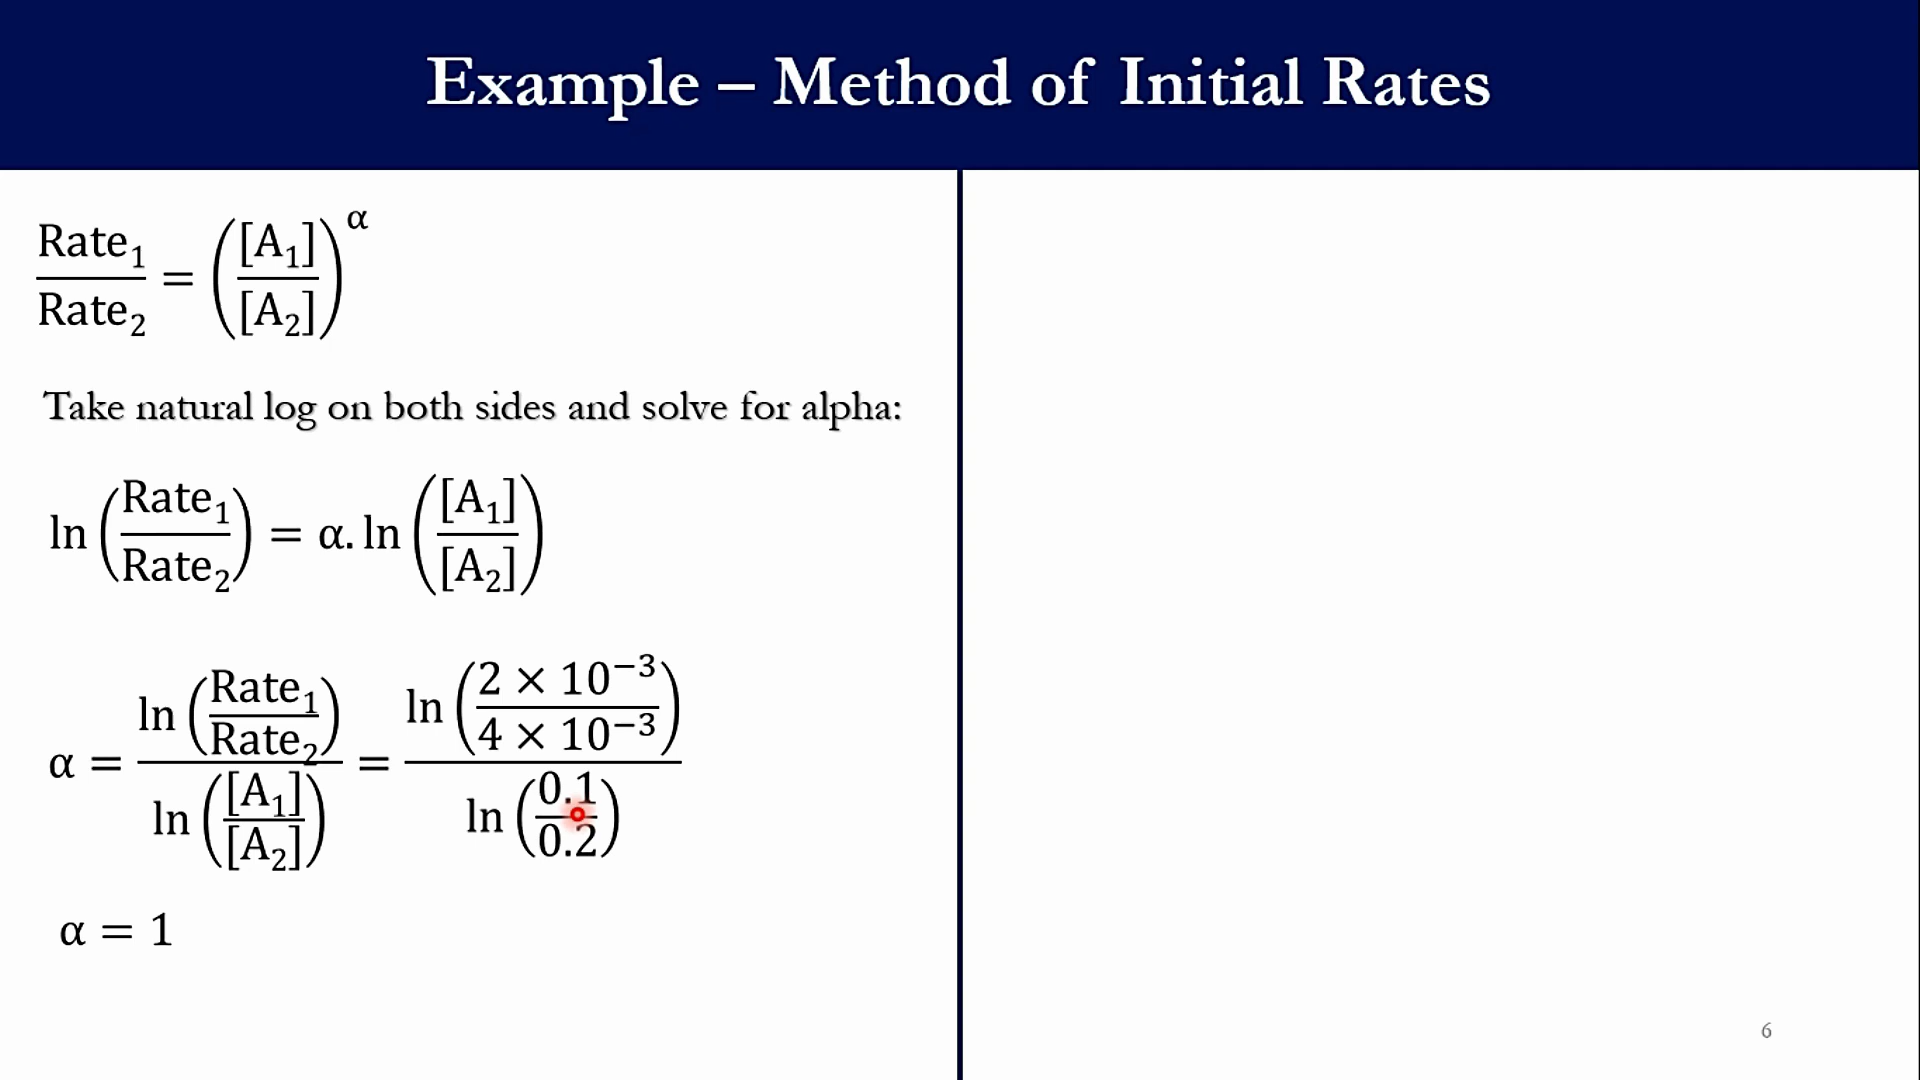 Example – Method of Initial Rates
Rate₁/Rate₂ = ([A₁]/[A₂])^α
Take natural log on both sides and solve for alpha:
ln(Rate₁/Rate₂) = α. ln([A₁]/[A₂])
α = ln(Rate₁/Rate₂)/ln([A₁]/[A₂]) = ln(2 × 10⁻³/4 × 10⁻³)/ln(0.1/0.2)
α = 1
6